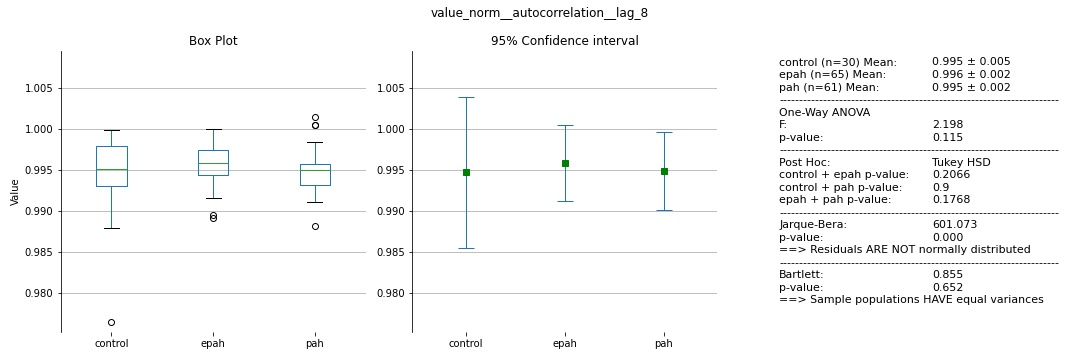 value_norm__autocorrelation__lag_8
Box Plot
Value
1.005
1.000
0.995
0.990
0.985
0.980
control epah pah
95% Confidence interval
1.005
1.000
0.995
0.990
0.985
0.980
control epah pah
control (n=30) Mean: 0.995 ± 0.005
epah (n=65) Mean: 0.996 ± 0.002
pah (n=61) Mean: 0.995 ± 0.002
One-Way ANOVA
F: 2.198
p-value: 0.115
Post Hoc: Tukey HSD
control + epah p-value: 0.2066
control + pah p-value: 0.9
epah + pah p-value: 0.1768
Jarque-Bera: 601.073
p-value: 0.000
==> Residuals ARE NOT normally distributed
Bartlett: 0.855
p-value: 0.652
==> Sample populations HAVE equal variances